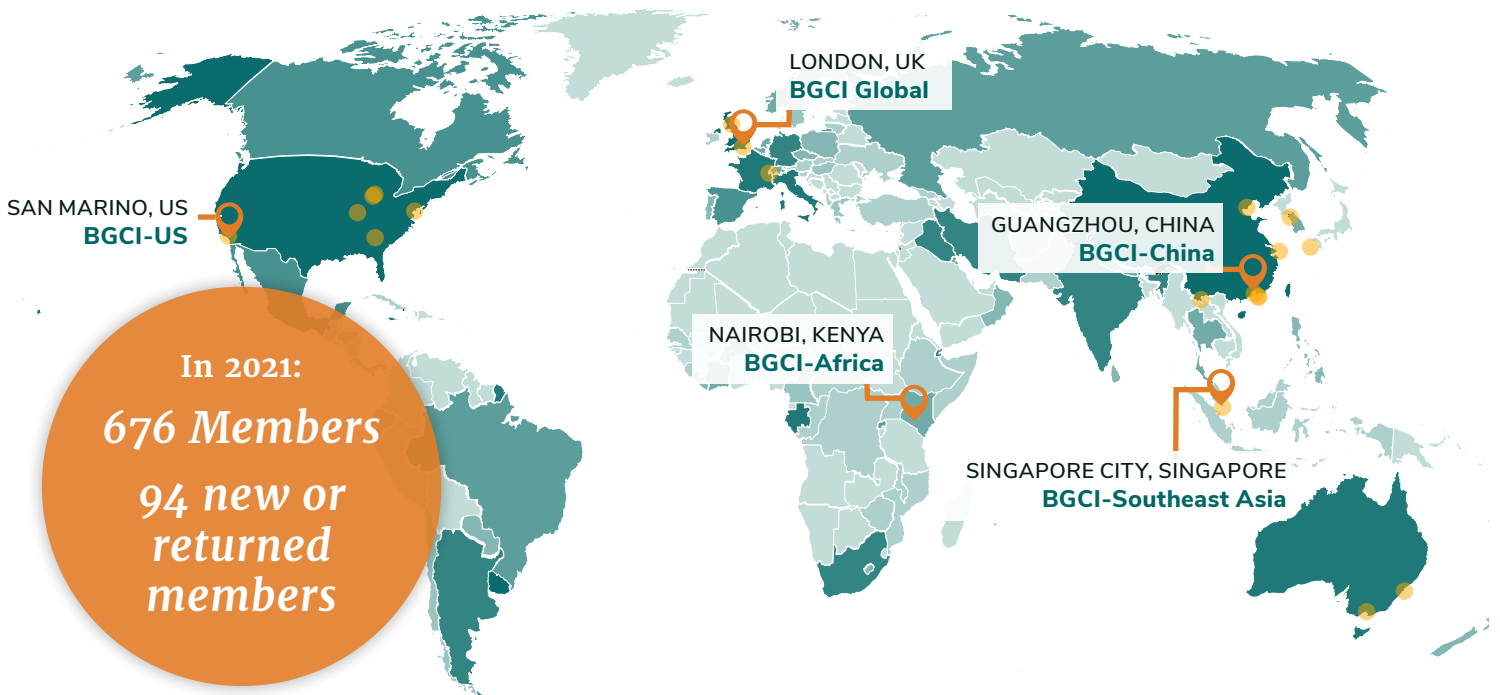 LONDON, UK
BGCI Global
SAN MARINO, US
BGCI-US
GUANGZHOU, CHINA
BGCI-China
NAIROBI, KENYA
BGCI-Africa
SINGAPORE CITY, SINGAPORE
BGCI-Southeast Asia
In 2021:
676 Members
94 new or
returned
members